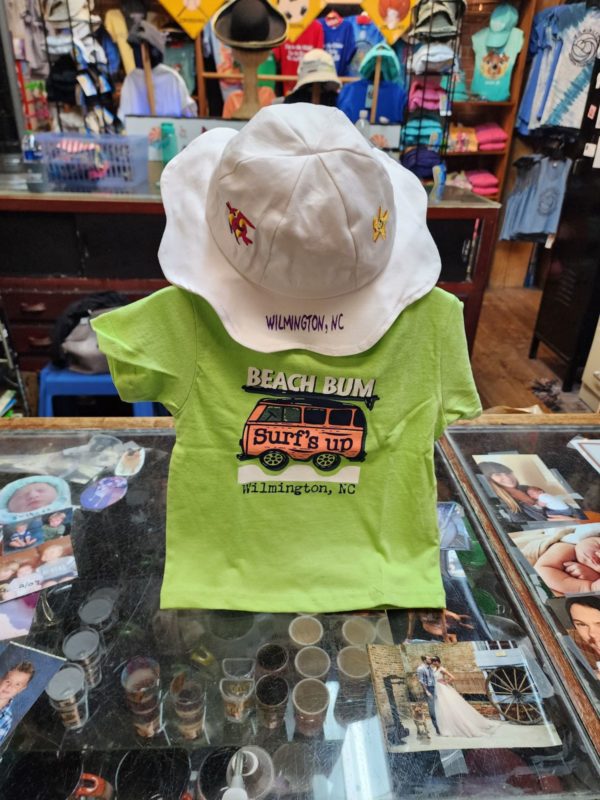 WILMINGTON, NC
BEACH BUM
Surf's up
Wilmington, NC